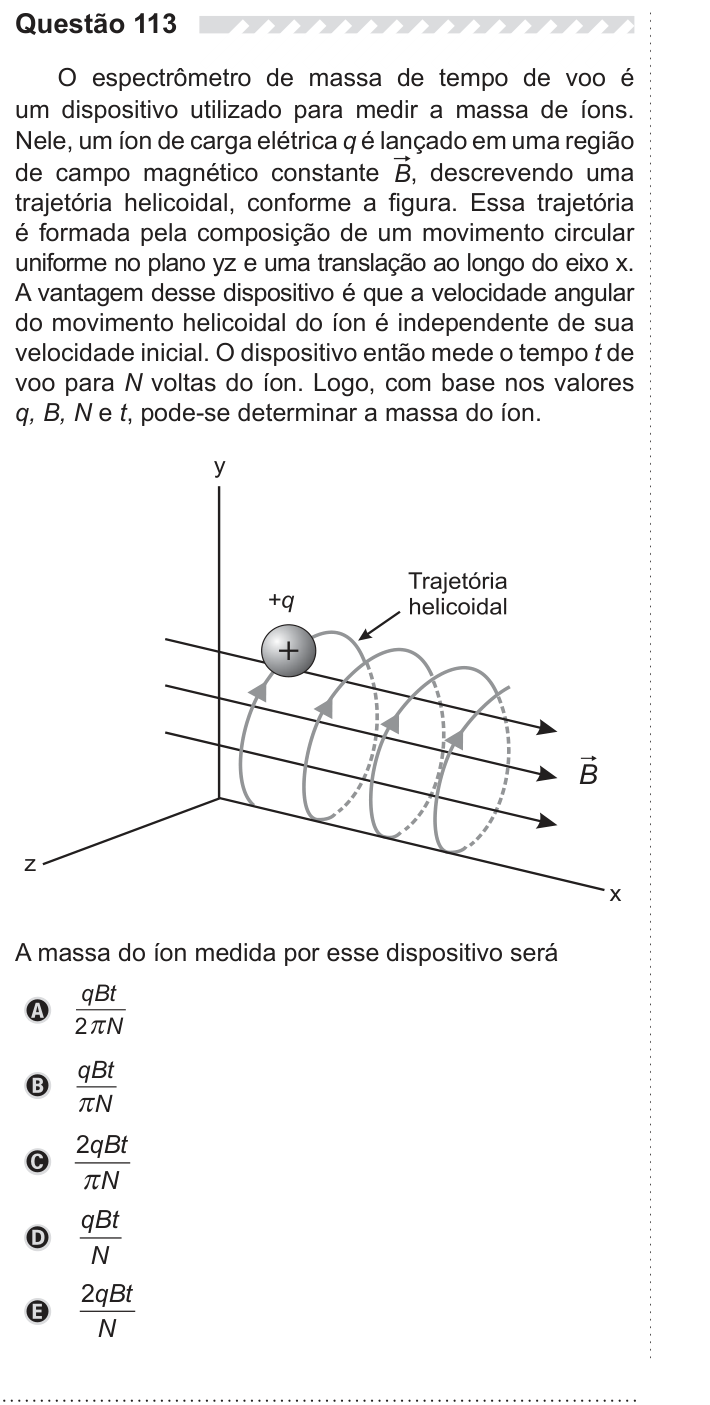 Questão 113
O espectrômetro de massa de tempo de voo é
um dispositivo utilizado para medir a massa de íons.
Nele, um íon de carga elétrica q é lançado em uma região
de campo magnético constante B⃗, descrevendo uma
trajetória helicoidal, conforme a figura. Essa trajetória
é formada pela composição de um movimento circular
uniforme no plano yz e uma translação ao longo do eixo x.
A vantagem desse dispositivo é que a velocidade angular
do movimento helicoidal do íon é independente de sua
velocidade inicial. O dispositivo então mede o tempo t de
voo para N voltas do íon. Logo, com base nos valores
q, B, N e t, pode-se determinar a massa do íon.
y
Trajetória
helicoidal
+q
+
B⃗
z
x
A massa do íon medida por esse dispositivo será
A qBt
2πN
B qBt
πN
C 2qBt
πN
D qBt
N
E 2qBt
N